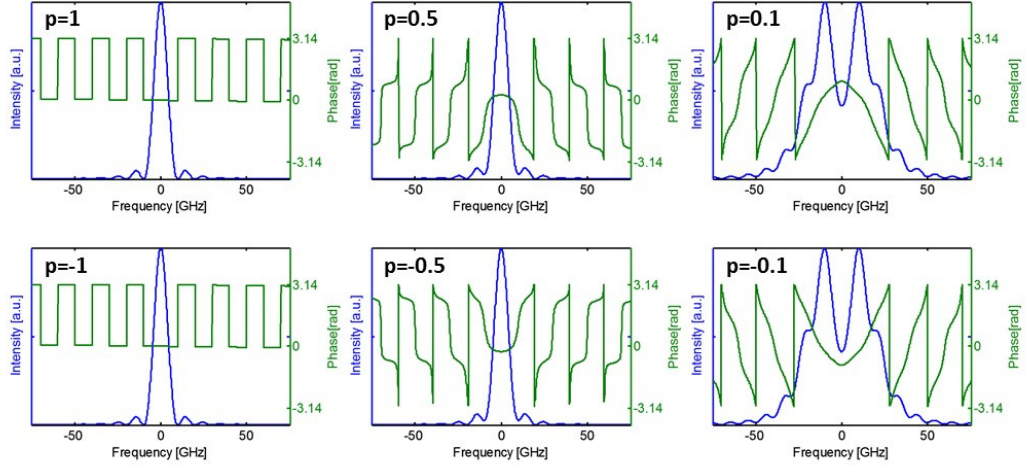 p=1
p=0.5
p=0.1
Intensity [a.u.]
3.14
0
-3.14
Phase[rad]
-50
0
50
Frequency [GHz]
Intensity [a.u.]
3.14
0
-3.14
Phase[rad]
-50
0
50
Frequency [GHz]
Intensity [a.u.]
3.14
0
-3.14
Phase[rad]
-50
0
50
Frequency [GHz]
p=-1
p=-0.5
p=-0.1
Intensity [a.u.]
3.14
0
-3.14
Phase[rad]
-50
0
50
Frequency [GHz]
Intensity [a.u.]
3.14
0
-3.14
Phase[rad]
-50
0
50
Frequency [GHz]
Intensity [a.u.]
3.14
0
-3.14
Phase[rad]
-50
0
50
Frequency [GHz]